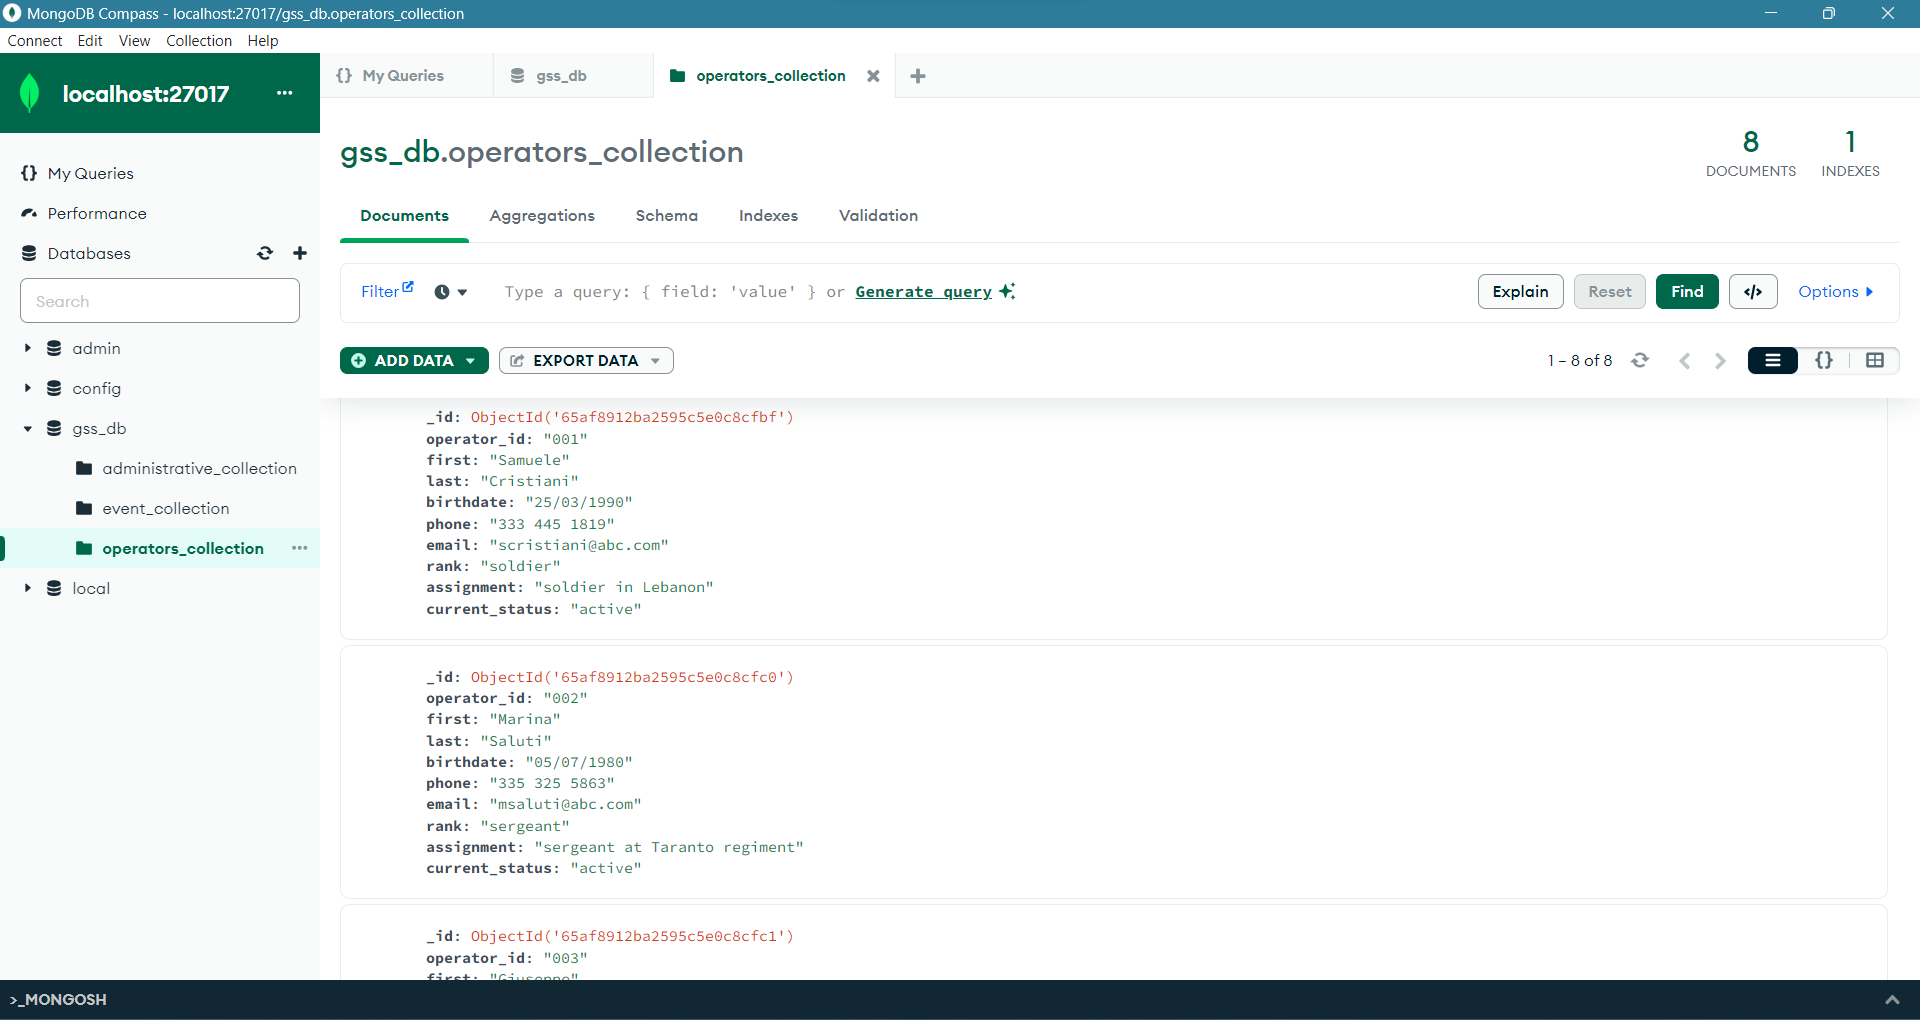 MongoDB Compass - localhost:27017/gss_db.operators_collection
Connect Edit View Collection Help
localhost:27017 ...
{} My Queries
gss_db
operators_collection
gss_db.operators_collection
8
DOCUMENTS
1
INDEXES
{} My Queries
Performance
Databases
Search
admin
config
gss_db
administrative_collection
event_collection
operators_collection ...
local
Documents Aggregations Schema Indexes Validation
Filter
Type a query: { field: 'value' } or Generate query
Explain Reset Find </> Options
ADD DATA EXPORT DATA
1 – 8 of 8
{}
_id: ObjectId('65af8912ba2595c5e0c8cfbf')
operator_id: "001"
first: "Samuele"
last: "Cristiani"
birthdate: "25/03/1990"
phone: "333 445 1819"
email: "scristiani@abc.com"
rank: "soldier"
assignment: "soldier in Lebanon"
current_status: "active"
_id: ObjectId('65af8912ba2595c5e0c8cfc0')
operator_id: "002"
first: "Marina"
last: "Saluti"
birthdate: "05/07/1980"
phone: "335 325 5863"
email: "msaluti@abc.com"
rank: "sergeant"
assignment: "sergeant at Taranto regiment"
current_status: "active"
_id: ObjectId('65af8912ba2595c5e0c8cfc1')
operator_id: "003"
first: "Giuseppe"
>_MONGOSH